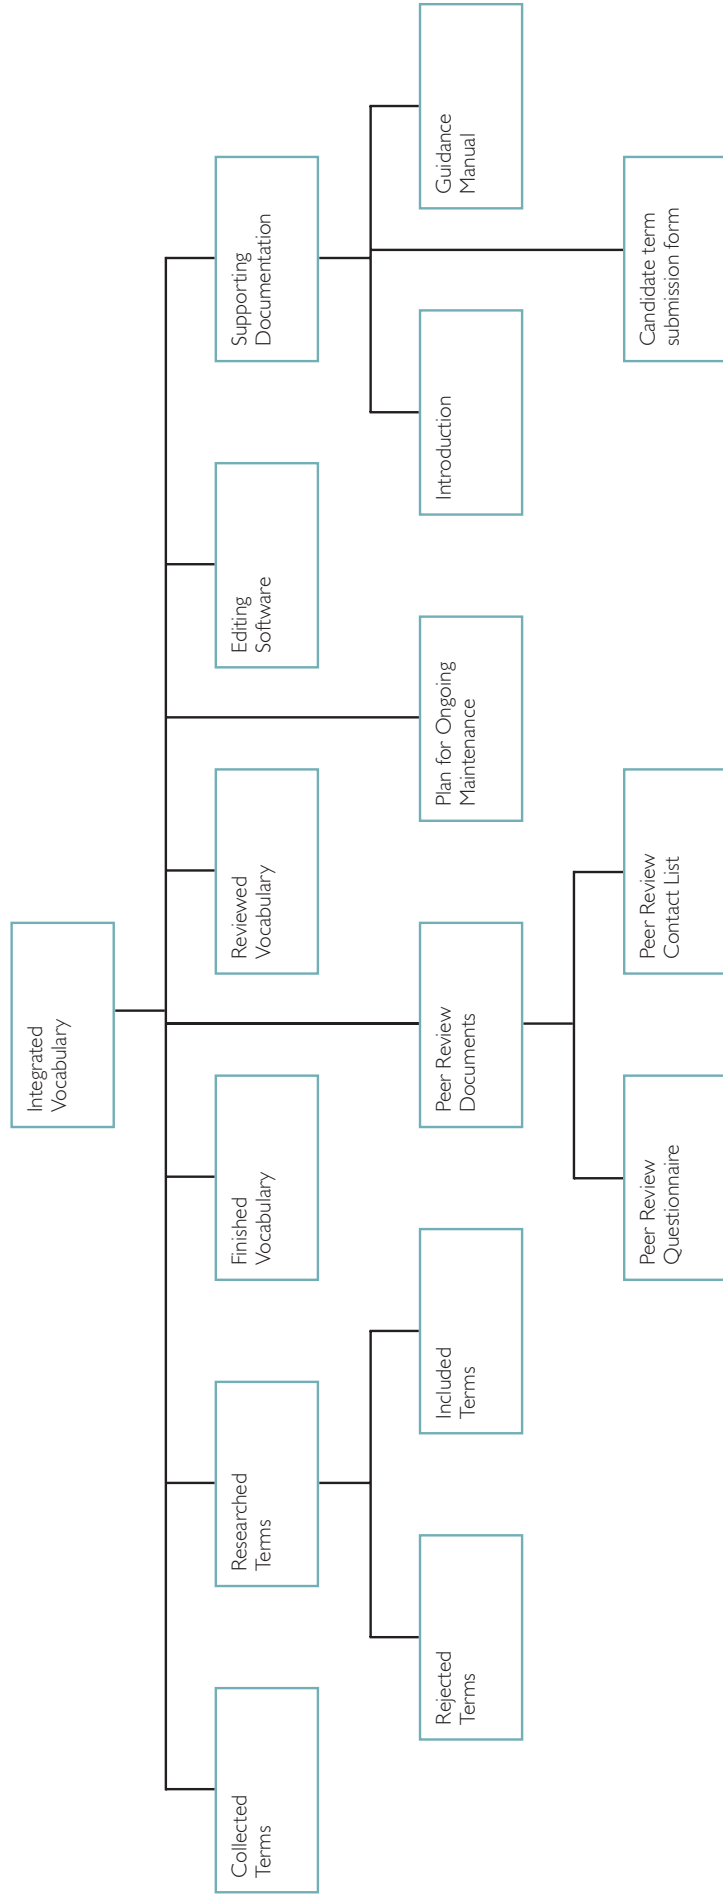 Integrated
Vocabulary
Collected
Terms
Researched
Terms
Finished
Vocabulary
Reviewed
Vocabulary
Editing
Software
Supporting
Documentation
Rejected
Terms
Included
Terms
Peer Review
Documents
Plan for Ongoing
Maintenance
Introduction
Guidance
Manual
Peer Review
Questionnaire
Peer Review
Contact List
Candidate term
submission form